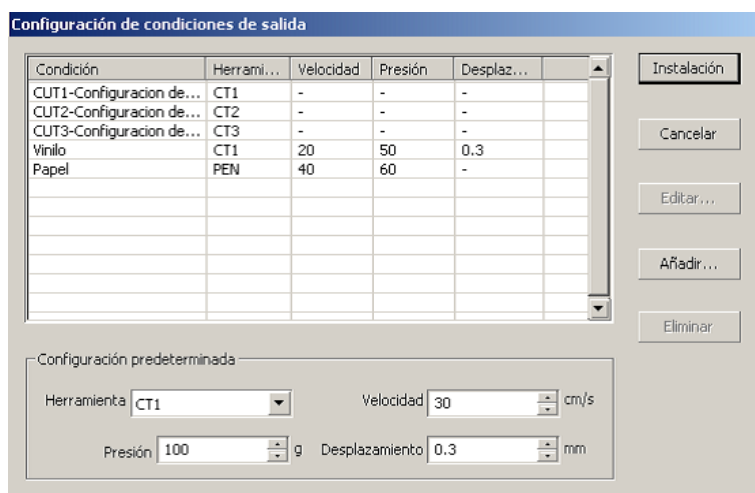 Configuración de condiciones de salida
Condición Herrami... Velocidad Presión Desplaz...
CUT1-Configuracion de... CT1 - - -
CUT2-Configuracion de... CT2 - - -
CUT3-Configuracion de... CT3 - - -
Vinilo CT1 20 50 0.3
Papel PEN 40 60 -
Instalación
Cancelar
Editar...
Añadir...
Eliminar
Configuración predeterminada
Herramienta CT1 Velocidad 30 cm/s
Presión 100 g Desplazamiento 0.3 mm